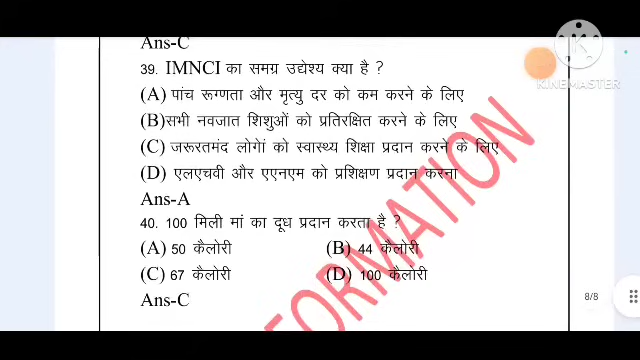 Ans-C
39. IMNCI का समग्र उद्येश्य क्या है ?
(A) पांच रूग्णता और मृत्यु दर को कम करने के लिए
(B) सभी नवजात शिशुओं को प्रतिरक्षित करने के लिए
(C) जरूरतमंद लोगेां को स्वास्थ्य शिक्षा प्रदान करने के लिए
(D) एलएचवी और एएनएम को प्रशिक्षण प्रदान करना
Ans-A
40. 100 मिली मां का दूध प्रदान करता है ?
(A) 50 कैलोरी (B) 44 कैलोरी
(C) 67 कैलोरी (D) 100 कैलोरी
Ans-C
8/8
KINEMASTER
FORMATION